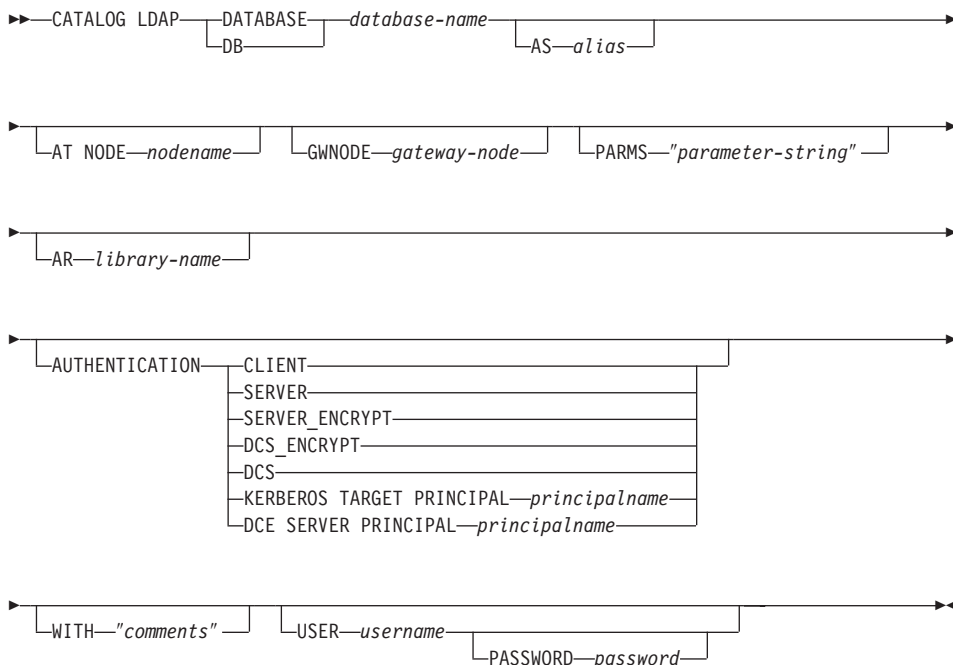 CATALOG LDAP DATABASE database-name
DB AS alias
AT NODE nodename GWNODE gateway-node PARMS "parameter-string"
AR library-name
AUTHENTICATION CLIENT
SERVER
SERVER_ENCRYPT
DCS_ENCRYPT
DCS
KERBEROS TARGET PRINCIPAL principalname
DCE SERVER PRINCIPAL principalname
WITH "comments" USER username
PASSWORD password